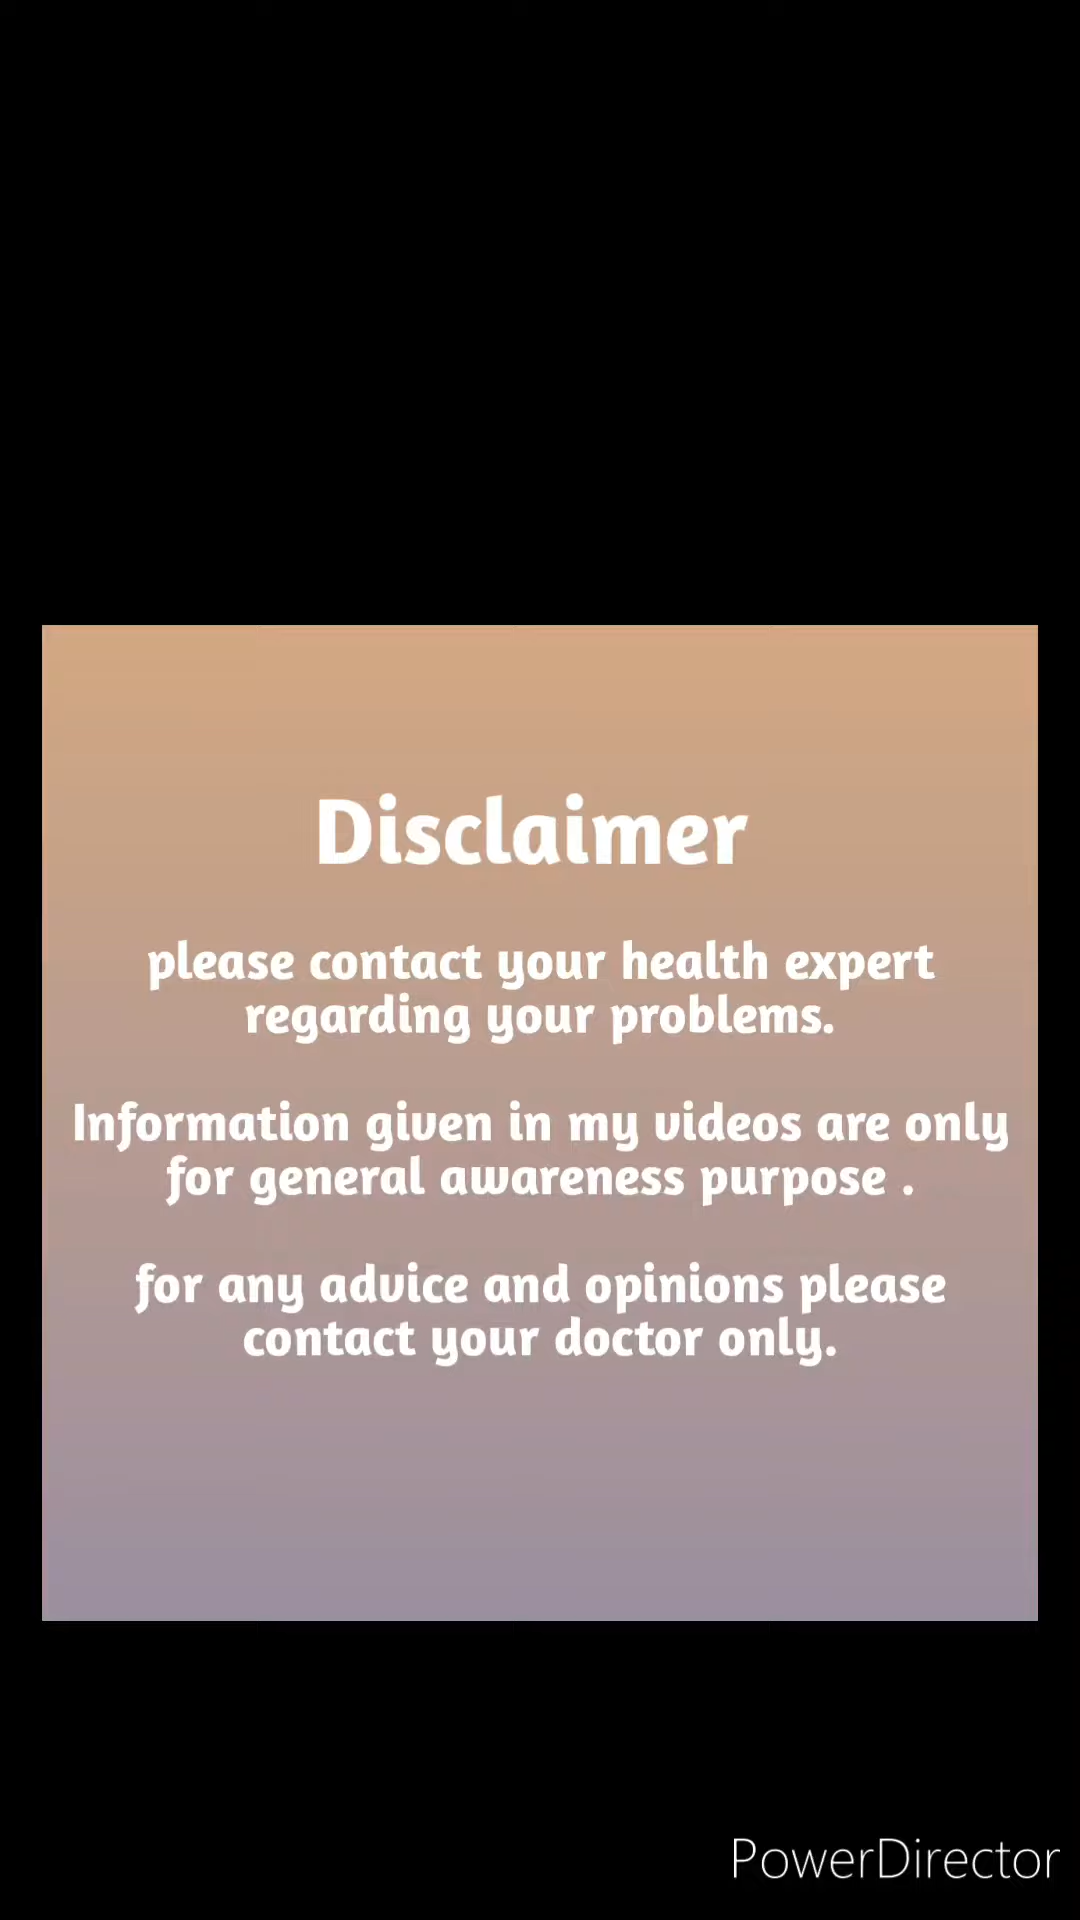 Disclaimer
please contact your health expert
regarding your problems.
Information given in my videos are only
for general awareness purpose .
for any advice and opinions please
contact your doctor only.
PowerDirector